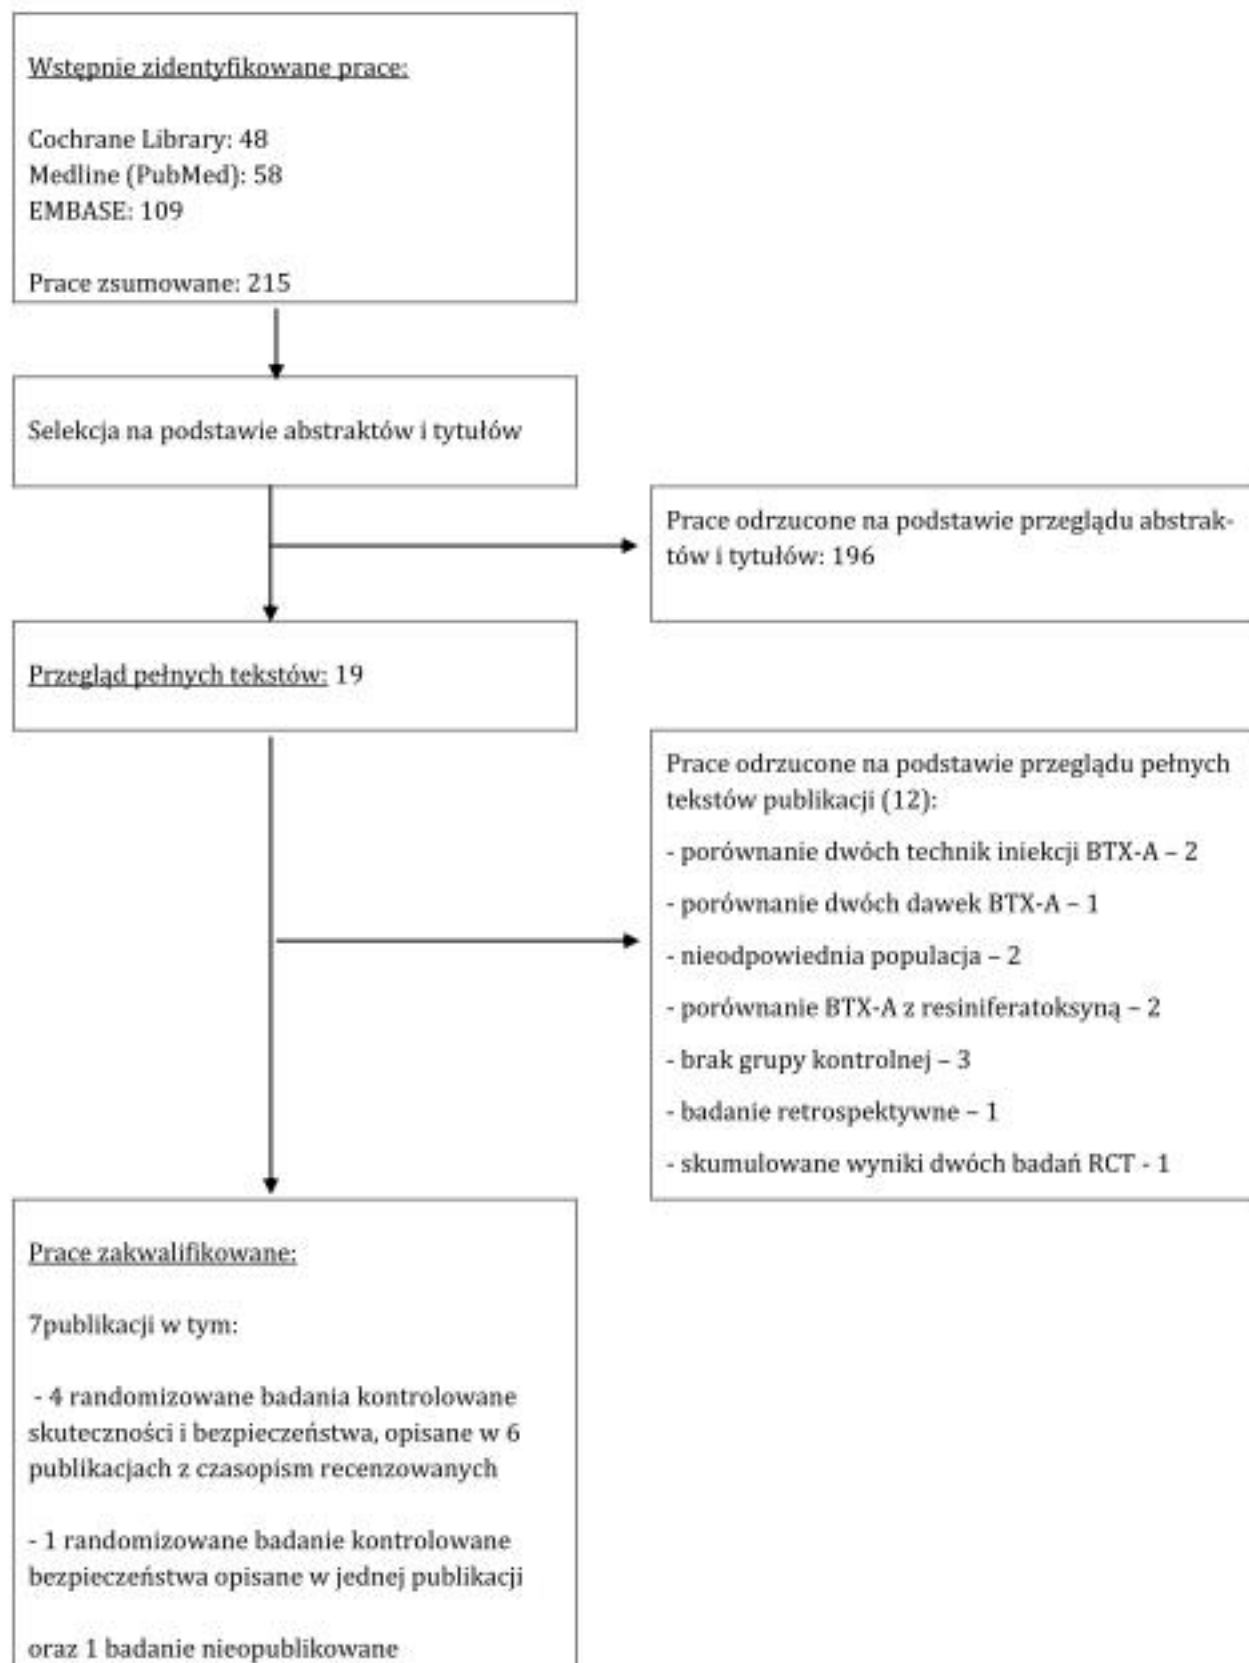 Wstępnie zidentyfikowane prace:
Cochrane Library: 48
Medline (PubMed): 58
EMBASE: 109
Prace zsumowane: 215
Selekcja na podstawie abstraktów i tytułów
Prace odrzucone na podstawie przeglądu abstrak-
tów i tytułów: 196
Przegląd pełnych tekstów: 19
Prace odrzucone na podstawie przeglądu pełnych
tekstów publikacji (12):
- porównanie dwóch technik iniekcji BTX-A – 2
- porównanie dwóch dawek BTX-A – 1
- nieodpowiednia populacja – 2
- porównanie BTX-A z resiniferatoksyną – 2
- brak grupy kontrolnej – 3
- badanie retrospektywne – 1
- skumulowane wyniki dwóch badań RCT - 1
Prace zakwalifikowane:
7publikacji w tym:
- 4 randomizowane badania kontrolowane
skuteczności i bezpieczeństwa, opisane w 6
publikacjach z czasopism recenzowanych
- 1 randomizowane badanie kontrolowane
bezpieczeństwa opisane w jednej publikacji
oraz 1 badanie nieopublikowane